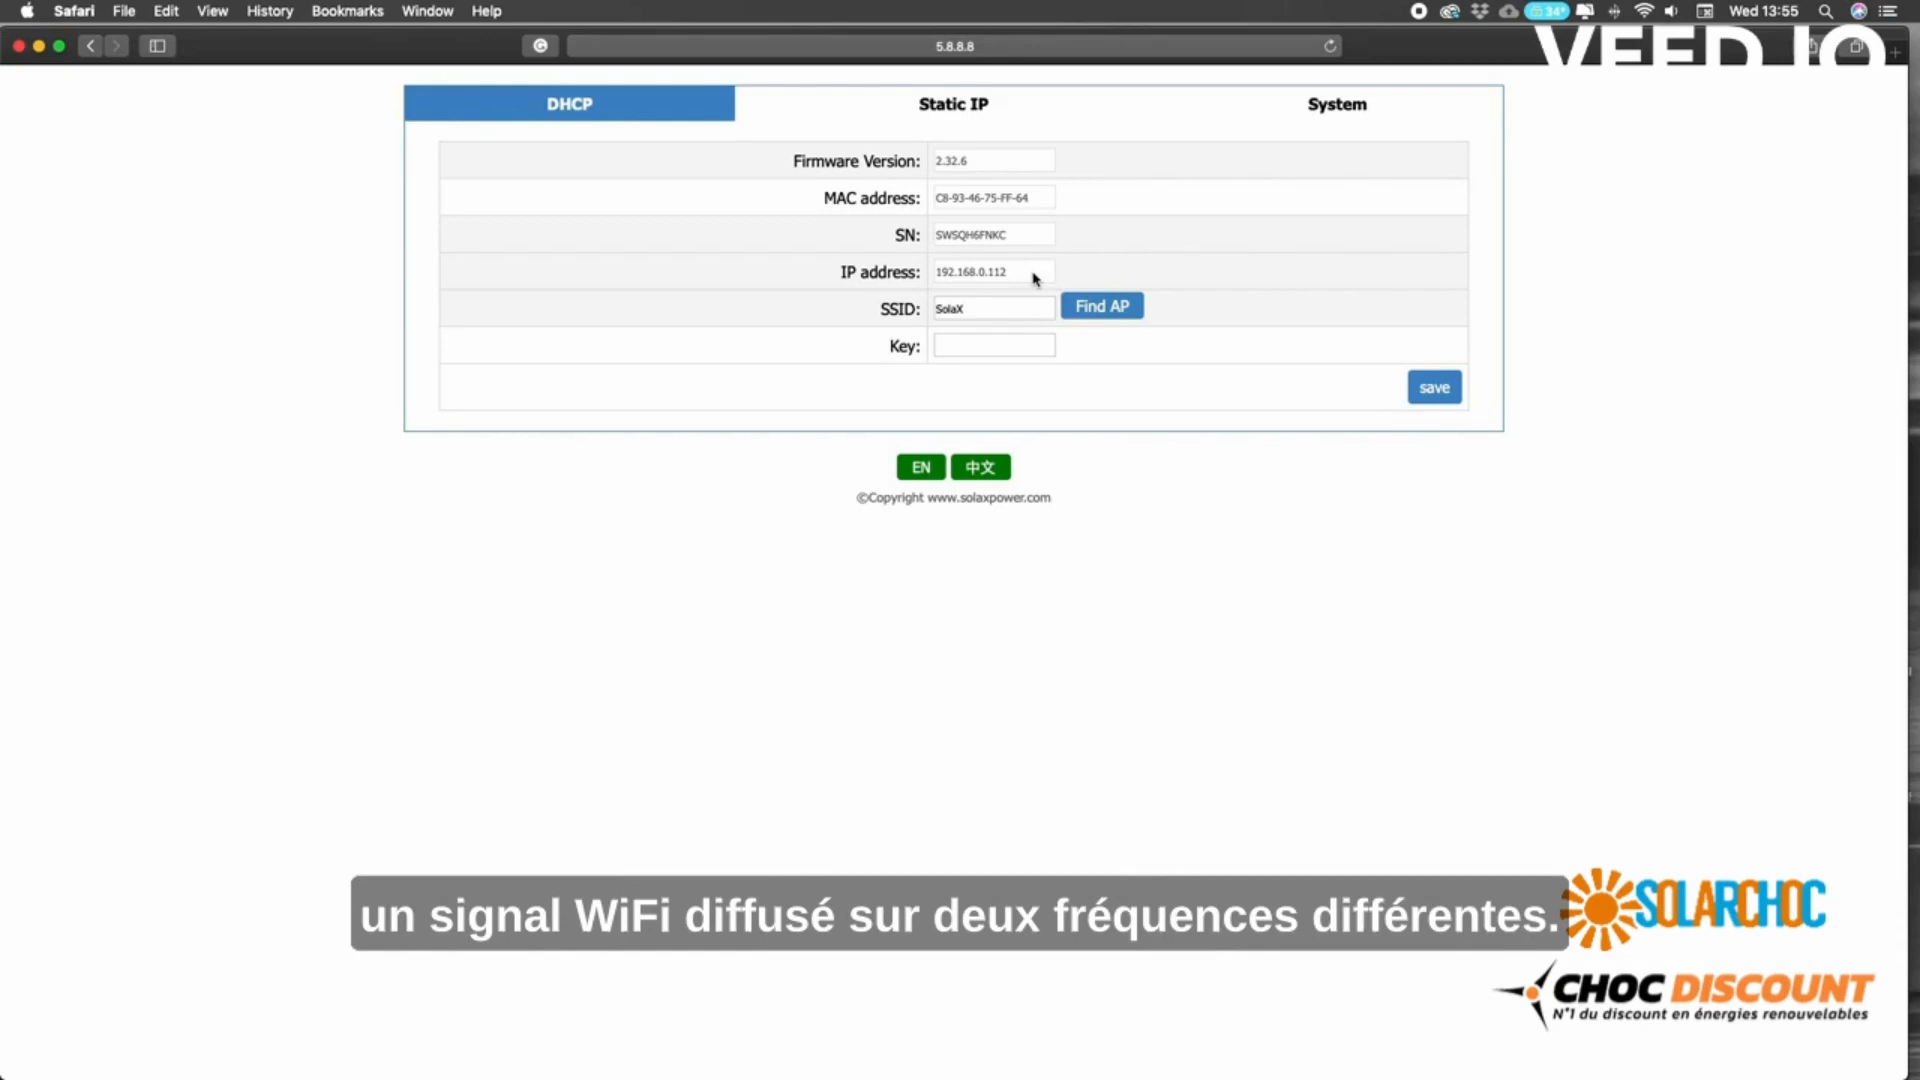 Safari File Edit View History Bookmarks Window Help
34° Wed 13:55
5.8.8.8
VEED.IO
DHCP Static IP System
Firmware Version: 2.32.6
MAC address: C8-93-46-75-FF-64
SN: SWSQH6FNKC
IP address: 192.168.0.112
SSID: SolaX Find AP
Key:
save
EN 中文
©Copyright www.solaxpower.com
un signal WiFi diffusé sur deux fréquences différentes.
SOLARCHOC
CHOC DISCOUNT
N°1 du discount en énergies renouvelables